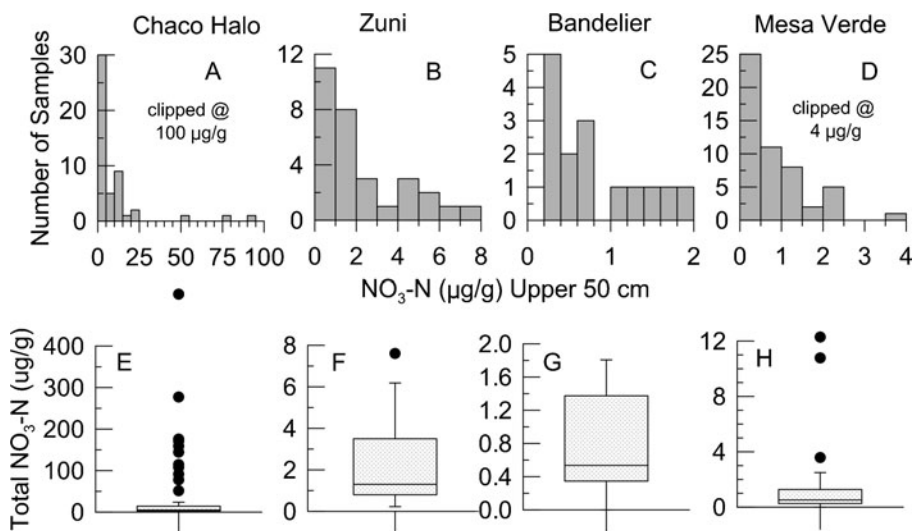 Chaco Halo Zuni Bandelier Mesa Verde
Number of Samples
30
20
10
0
A
clipped @
100 µg/g
0 25 50 75 100
12
9
6
3
0
B
0 2 4 6 8
5
4
3
2
1
0
C
0 1 2
25
20
15
10
5
0
D
clipped @
4 µg/g
0 1 2 3 4
NO₃-N (µg/g) Upper 50 cm
Total NO₃-N (ug/g)
400
300
200
100
0
E
8
6
4
2
0
F
2.0
1.6
1.2
0.8
0.4
0.0
G
12
8
4
0
H